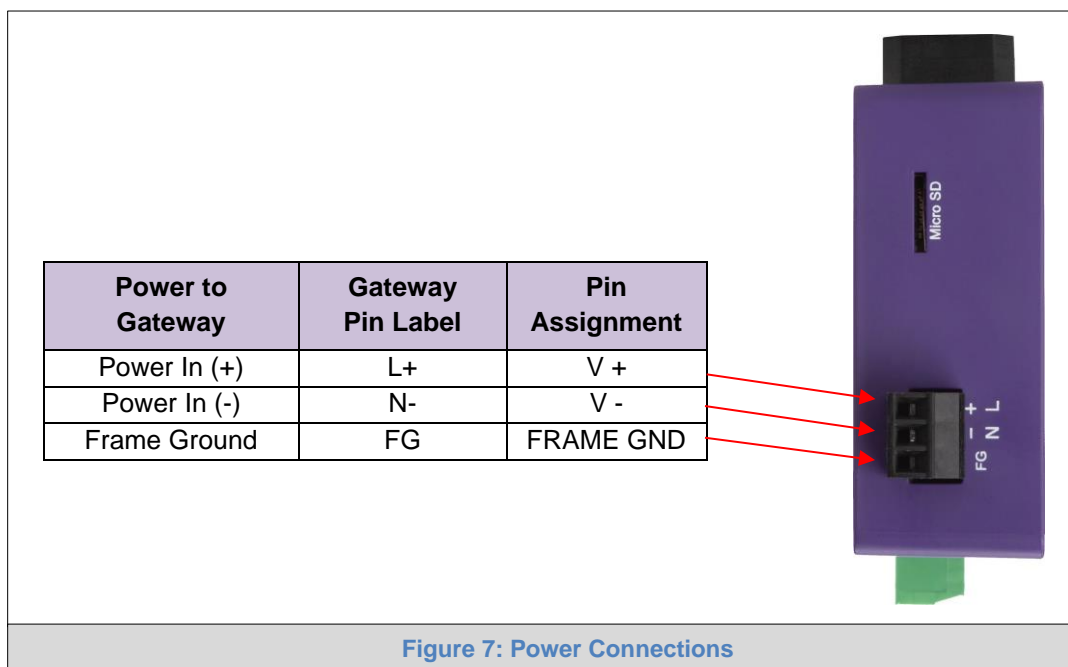 Micro SD
Power to Gateway Gateway Pin Label Pin Assignment
Power In (+) L+ V +
Power In (-) N- V -
Frame Ground FG FRAME GND
+ L
– N
FG
Figure 7: Power Connections